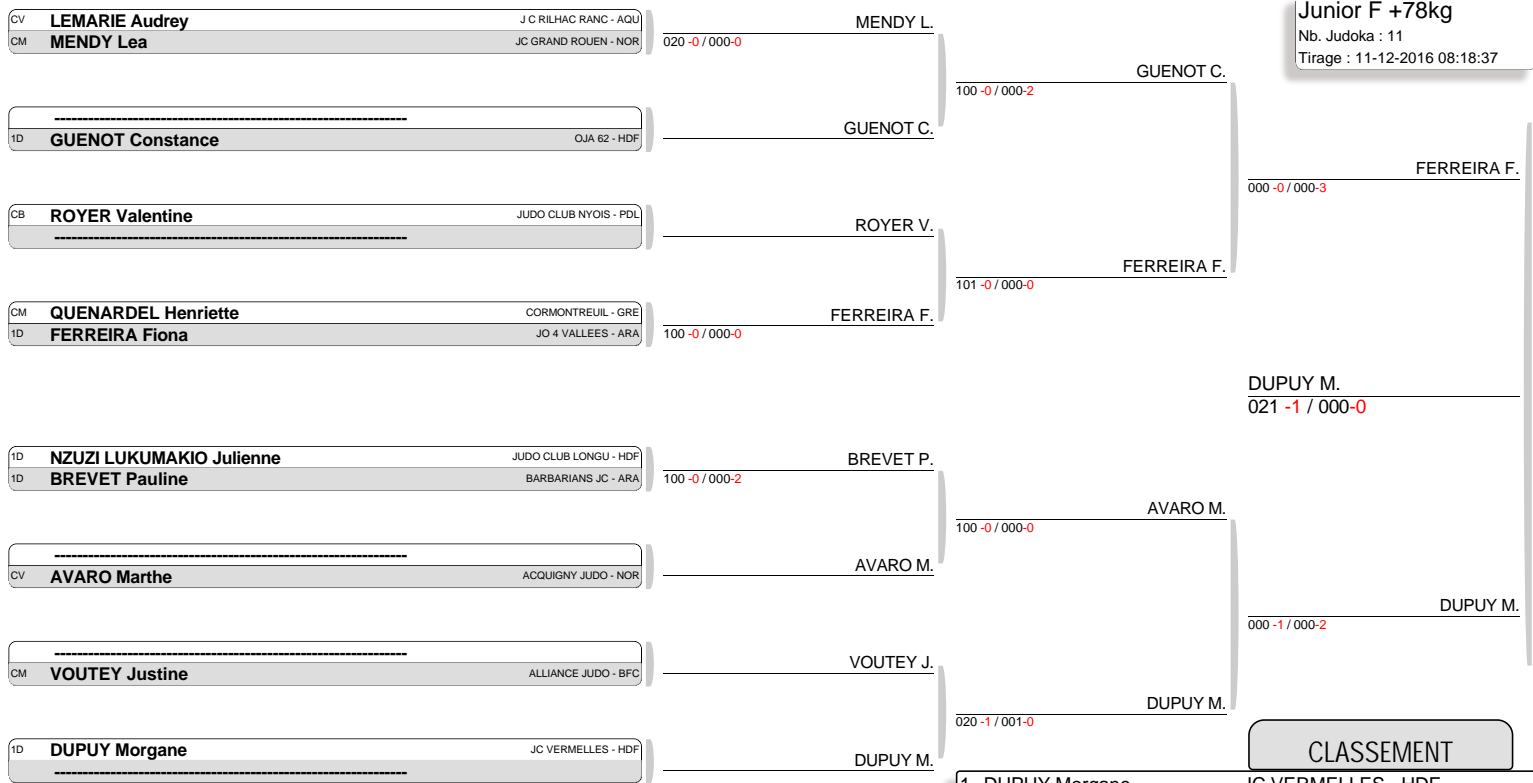 Junior F +78kg
Nb. Judoka : 11
Tirage : 11-12-2016 08:18:37
CV LEMARIE Audrey J C RILHAC RANC - AQU
CM MENDY Lea JC GRAND ROUEN - NOR
MENDY L.
020 -0 / 000-0
GUENOT C.
100 -0 / 000-2
------------------------------------------------------------------
1D GUENOT Constance OJA 62 - HDF
GUENOT C.
FERREIRA F.
000 -0 / 000-3
CB ROYER Valentine JUDO CLUB NYOIS - PDL
------------------------------------------------------------------
ROYER V.
FERREIRA F.
101 -0 / 000-0
CM QUENARDEL Henriette CORMONTREUIL - GRE
1D FERREIRA Fiona JO 4 VALLEES - ARA
FERREIRA F.
100 -0 / 000-0
DUPUY M.
021 -1 / 000-0
1D NZUZI LUKUMAKIO Julienne JUDO CLUB LONGU - HDF
1D BREVET Pauline BARBARIANS JC - ARA
BREVET P.
100 -0 / 000-2
AVARO M.
100 -0 / 000-0
------------------------------------------------------------------
CV AVARO Marthe ACQUIGNY JUDO - NOR
AVARO M.
DUPUY M.
000 -1 / 000-2
------------------------------------------------------------------
CM VOUTEY Justine ALLIANCE JUDO - BFC
VOUTEY J.
DUPUY M.
020 -1 / 001-0
1D DUPUY Morgane JC VERMELLES - HDF
------------------------------------------------------------------
DUPUY M.
CLASSEMENT
1 DUPUY Morgane JC VERMELLES - HDF